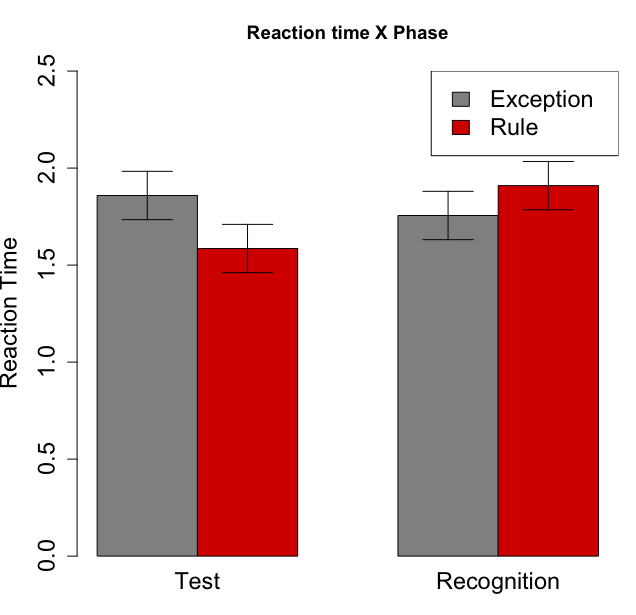 Reaction time X Phase
Reaction Time
2.5
2.0
1.5
1.0
0.5
0.0
Exception
Rule
Test
Recognition